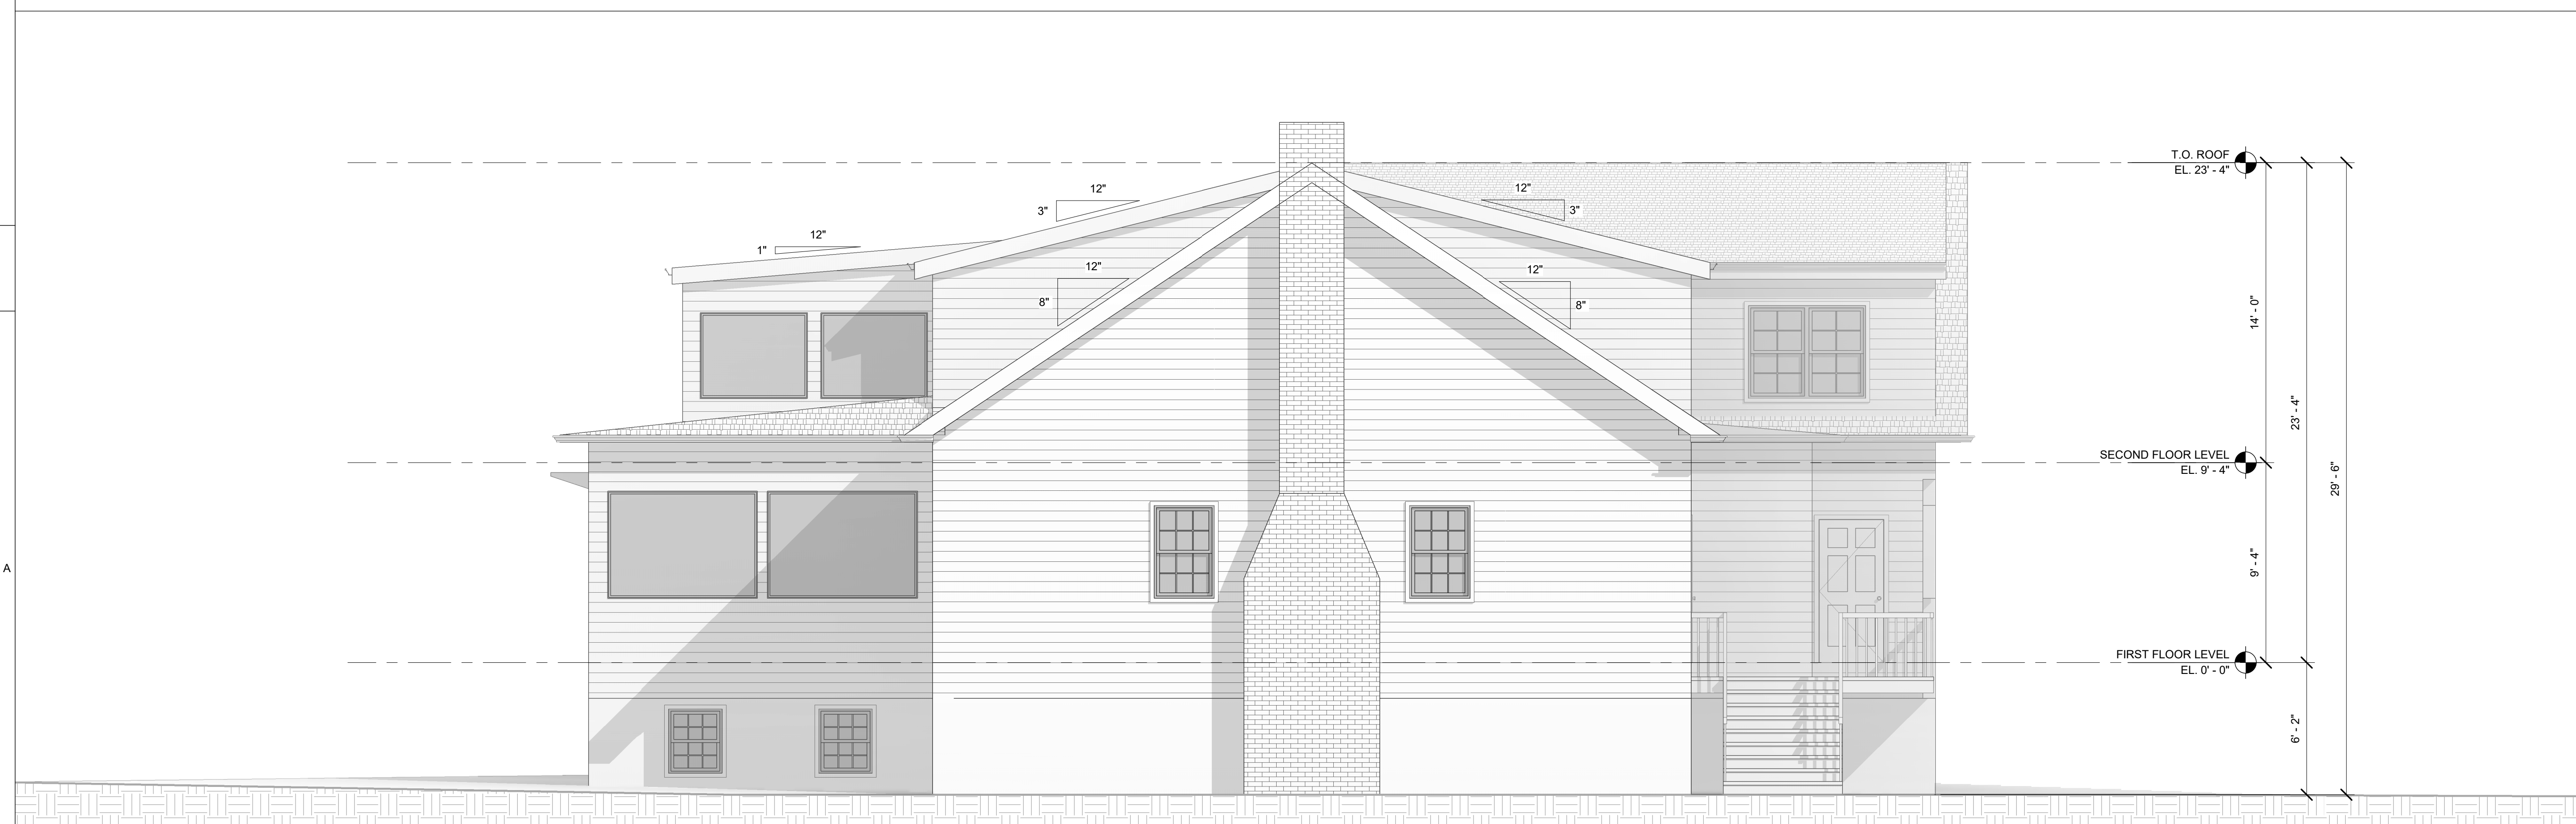 T.O. ROOF
EL. 23' - 4"
12"
3"
12"
3"
12"
1"
12"
8"
12"
8"
14' - 0"
23' - 4"
29' - 6"
SECOND FLOOR LEVEL
EL. 9' - 4"
9' - 4"
A
FIRST FLOOR LEVEL
EL. 0' - 0"
6' - 2"